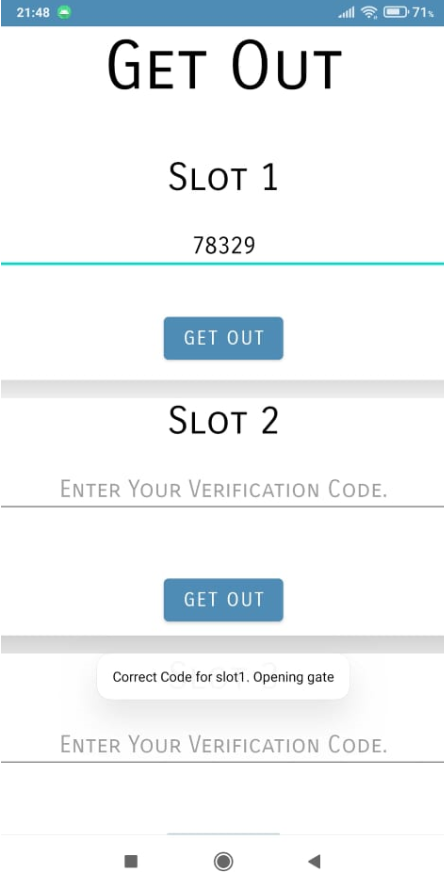 21:48 71%
Get Out
Slot 1
78329
GET OUT
Slot 2
Enter Your Verification Code.
GET OUT
Correct Code for slot1. Opening gate
Enter Your Verification Code.